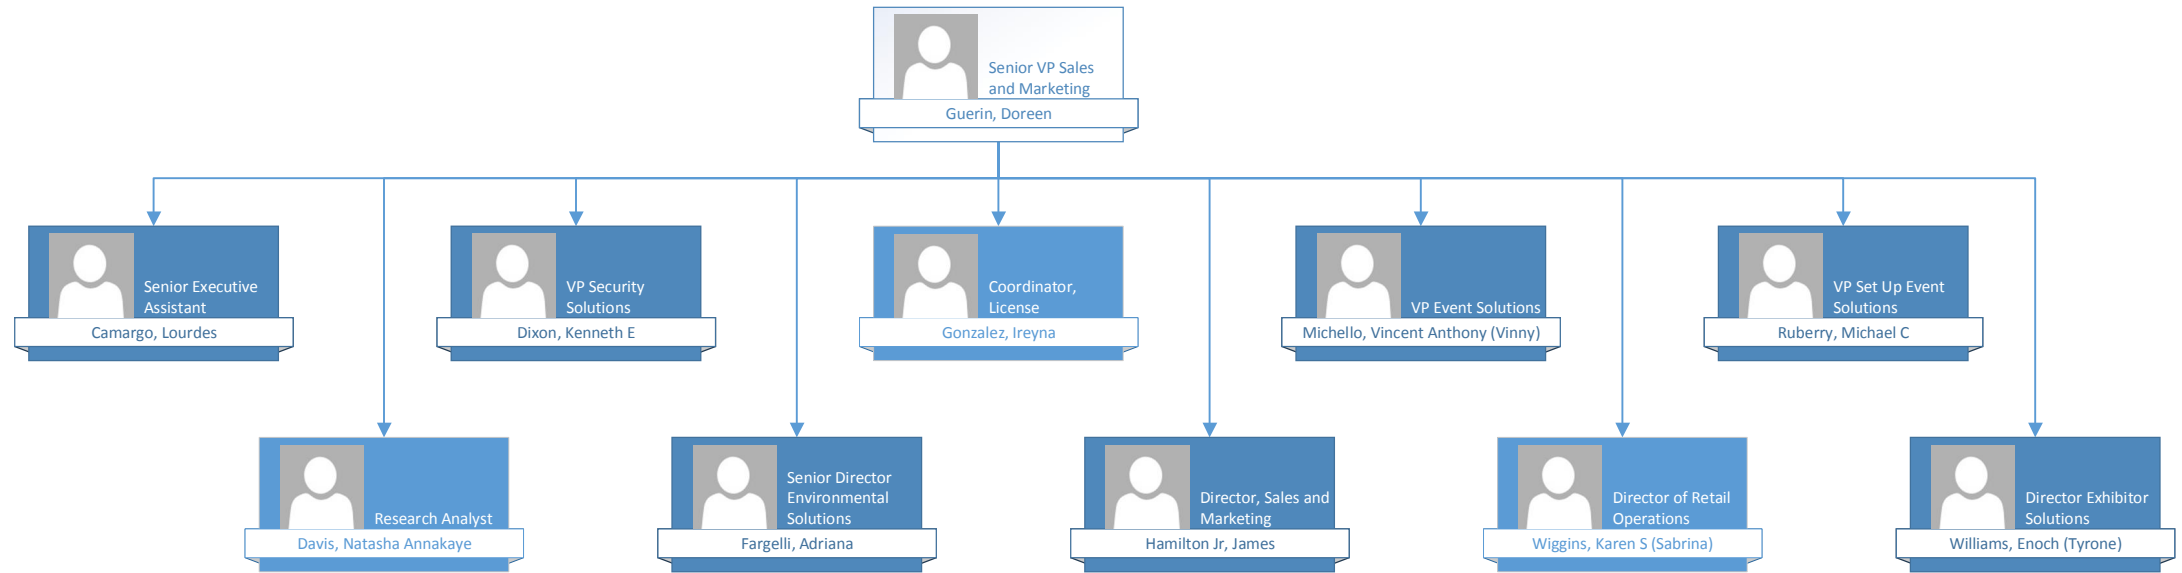 Senior VP Sales
and Marketing
Guerin, Doreen
Senior Executive
Assistant
Camargo, Lourdes
VP Security
Solutions
Dixon, Kenneth E
Coordinator,
License
Gonzalez, Ireyna
VP Event Solutions
Michello, Vincent Anthony (Vinny)
VP Set Up Event
Solutions
Ruberry, Michael C
Research Analyst
Davis, Natasha Annakaye
Senior Director
Environmental
Solutions
Fargelli, Adriana
Director, Sales and
Marketing
Hamilton Jr, James
Director of Retail
Operations
Wiggins, Karen S (Sabrina)
Director Exhibitor
Solutions
Williams, Enoch (Tyrone)